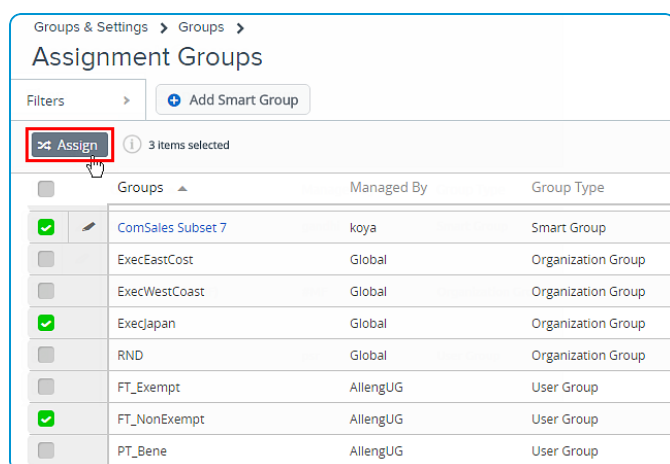 Groups & Settings > Groups >
Assignment Groups
Filters > Add Smart Group
Assign i 3 items selected
Groups Managed By Group Type
ComSales Subset 7 koya Smart Group
ExecEastCost Global Organization Group
ExecWestCoast Global Organization Group
ExecJapan Global Organization Group
RND Global Organization Group
FT_Exempt AllengUG User Group
FT_NonExempt AllengUG User Group
PT_Bene AllengUG User Group